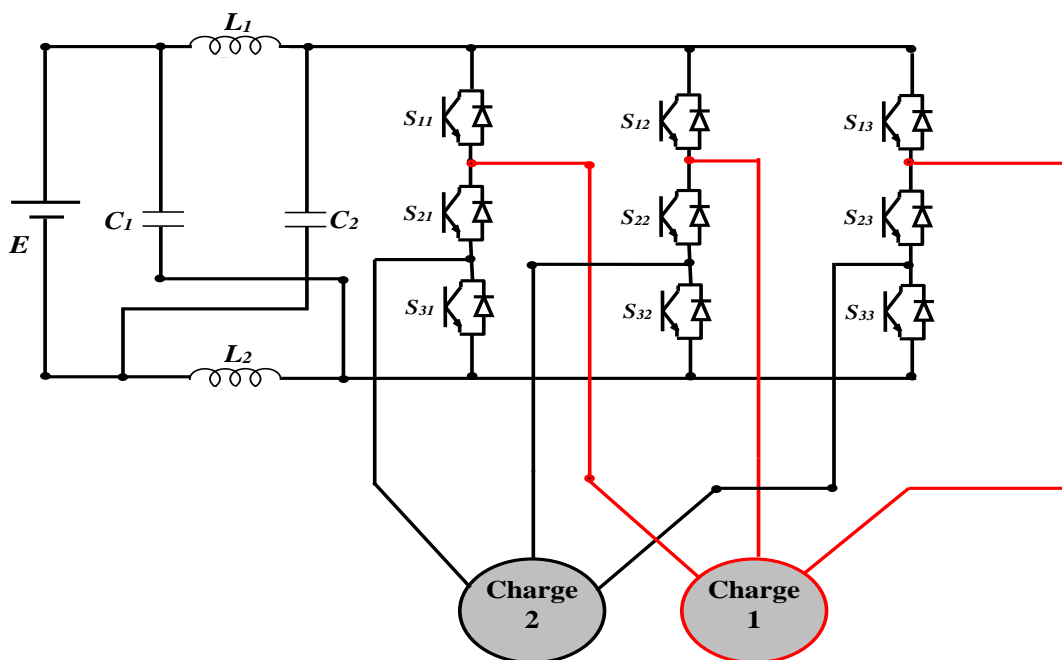 L1
S11
S12
S13
E
C1
C2
S21
S22
S23
S31
S32
S33
L2
Charge
2
Charge
1